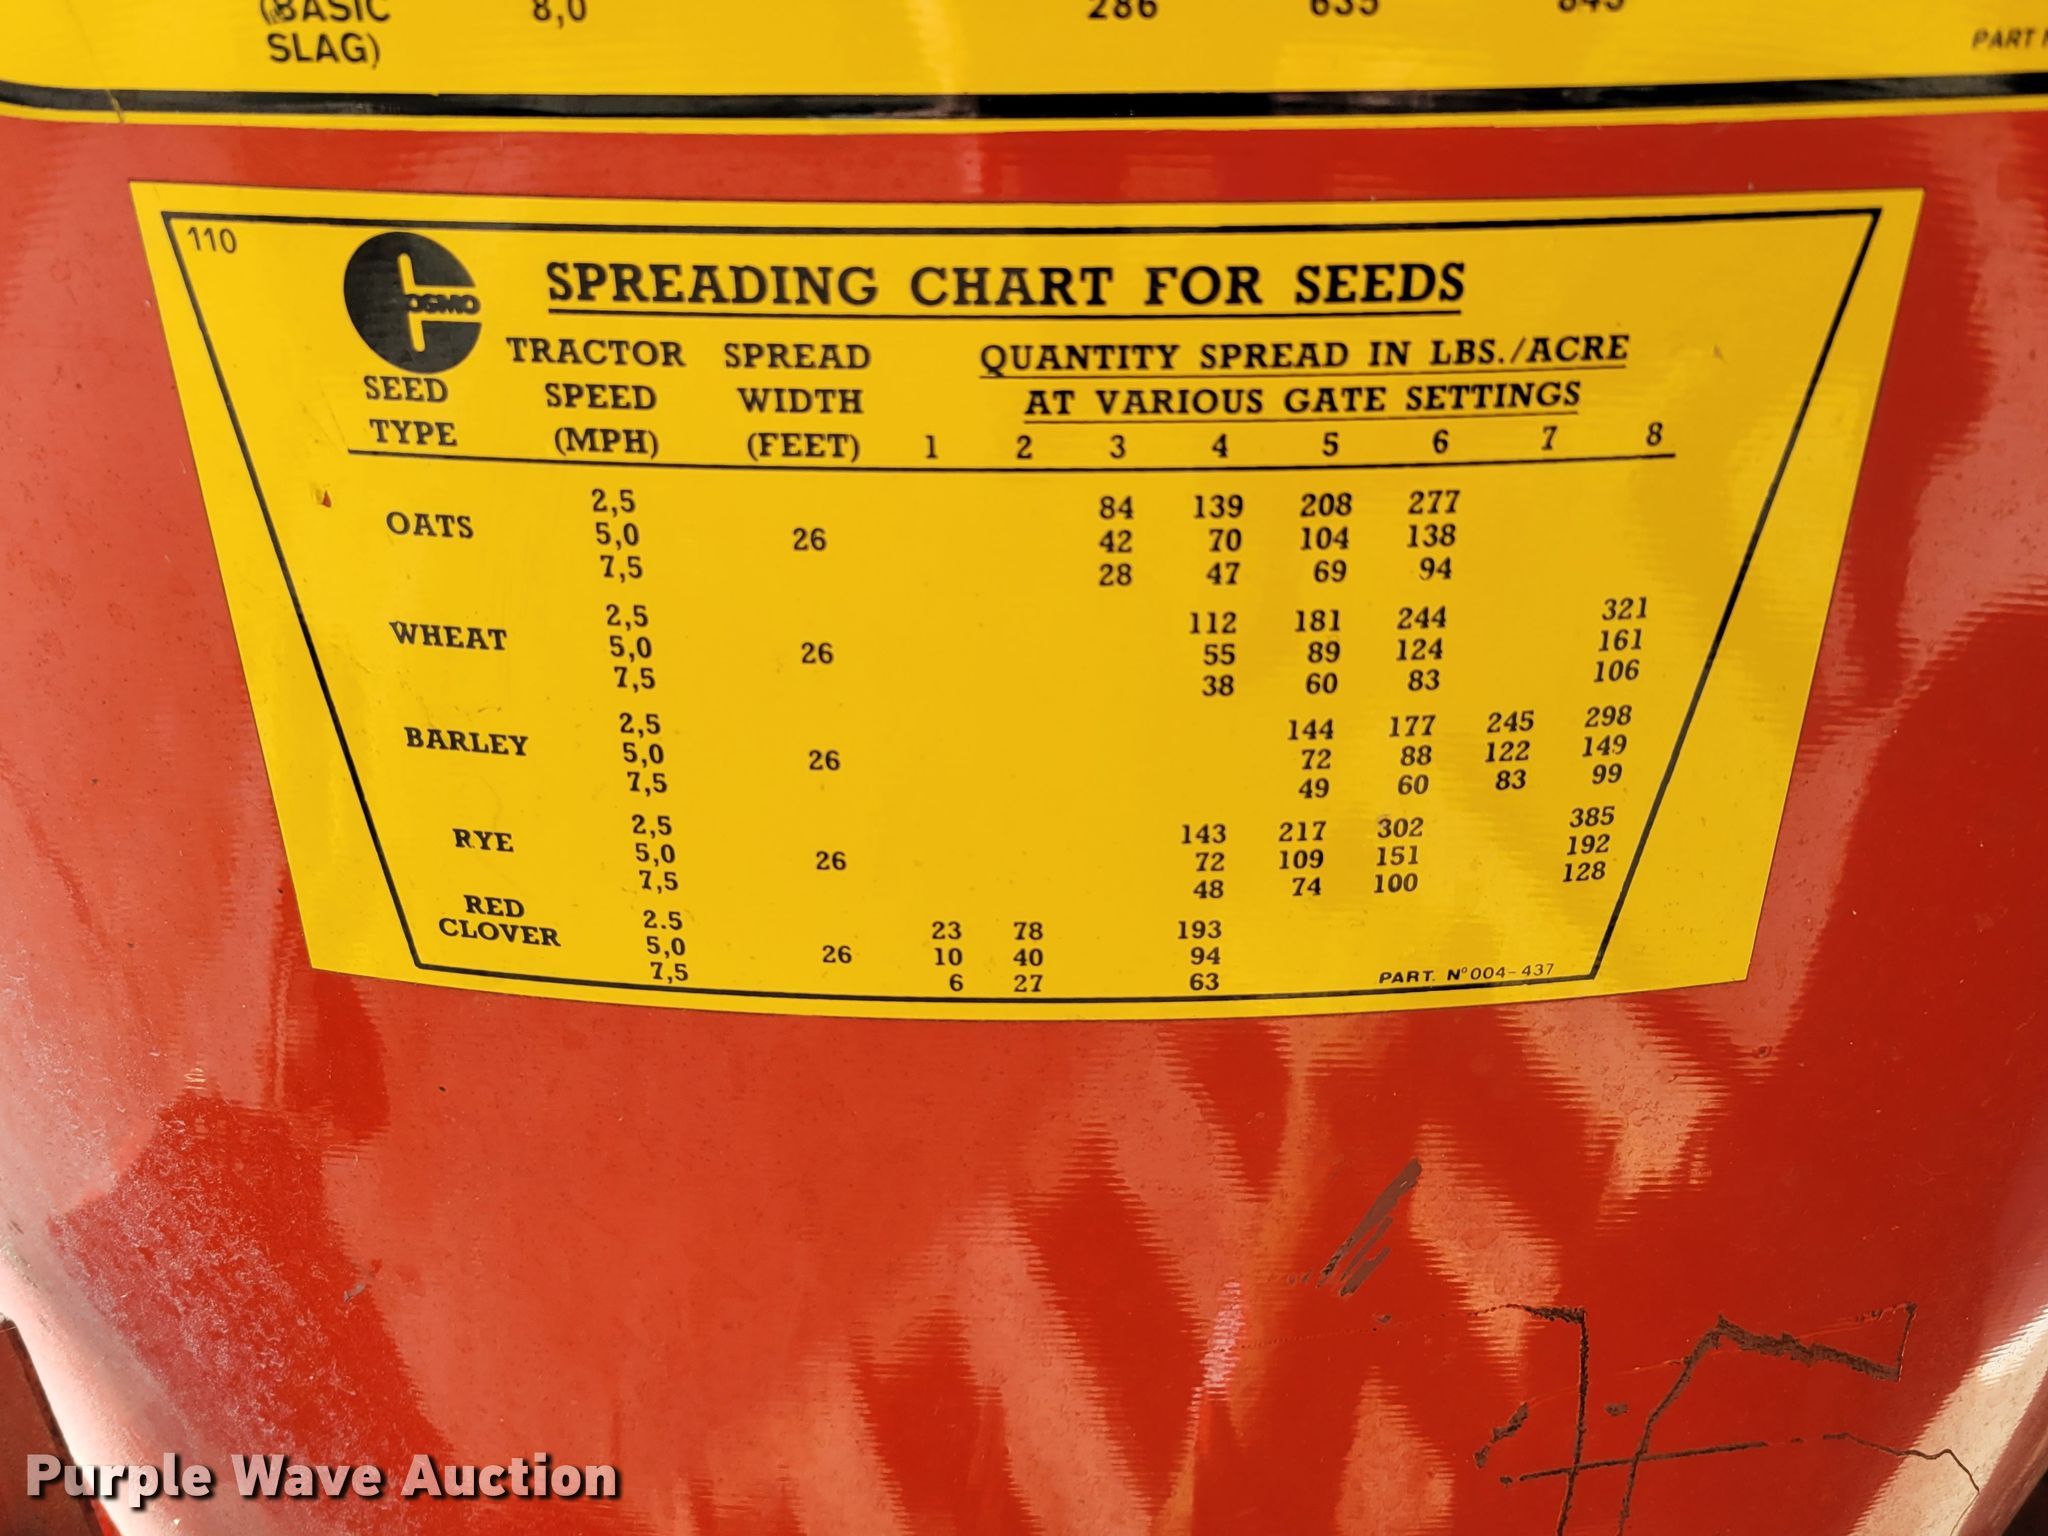 (BASIC 8,0 286 635 845
SLAG) PART
110
COGMO
SPREADING CHART FOR SEEDS
SEED TYPE TRACTOR SPEED (MPH) SPREAD WIDTH (FEET) QUANTITY SPREAD IN LBS./ACRE
AT VARIOUS GATE SETTINGS
1 2 3 4 5 6 7 8
OATS 2,5 26 84 139 208 277
5,0 42 70 104 138
7,5 28 47 69 94
WHEAT 2,5 26 112 181 244 321
5,0 55 89 124 161
7,5 38 60 83 106
BARLEY 2,5 26 144 177 245 298
5,0 72 88 122 149
7,5 49 60 83 99
RYE 2,5 26 143 217 302 385
5,0 72 109 151 192
7,5 48 74 100 128
RED 2.5 23 78 193
CLOVER 5,0 26 10 40 94
7,5 6 27 63
PART. N° 004-437
Purple Wave Auction